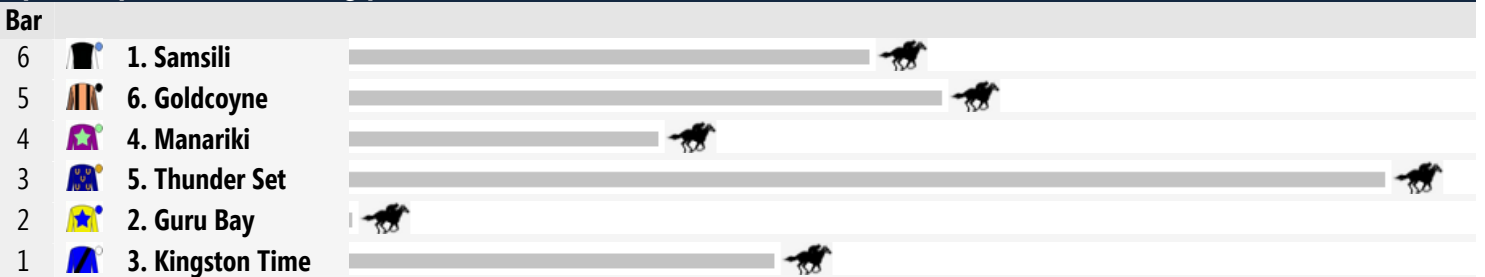 Bar
6 1. Samsili
5 6. Goldcoyne
4 4. Manariki
3 5. Thunder Set
2 2. Guru Bay
1 3. Kingston Time